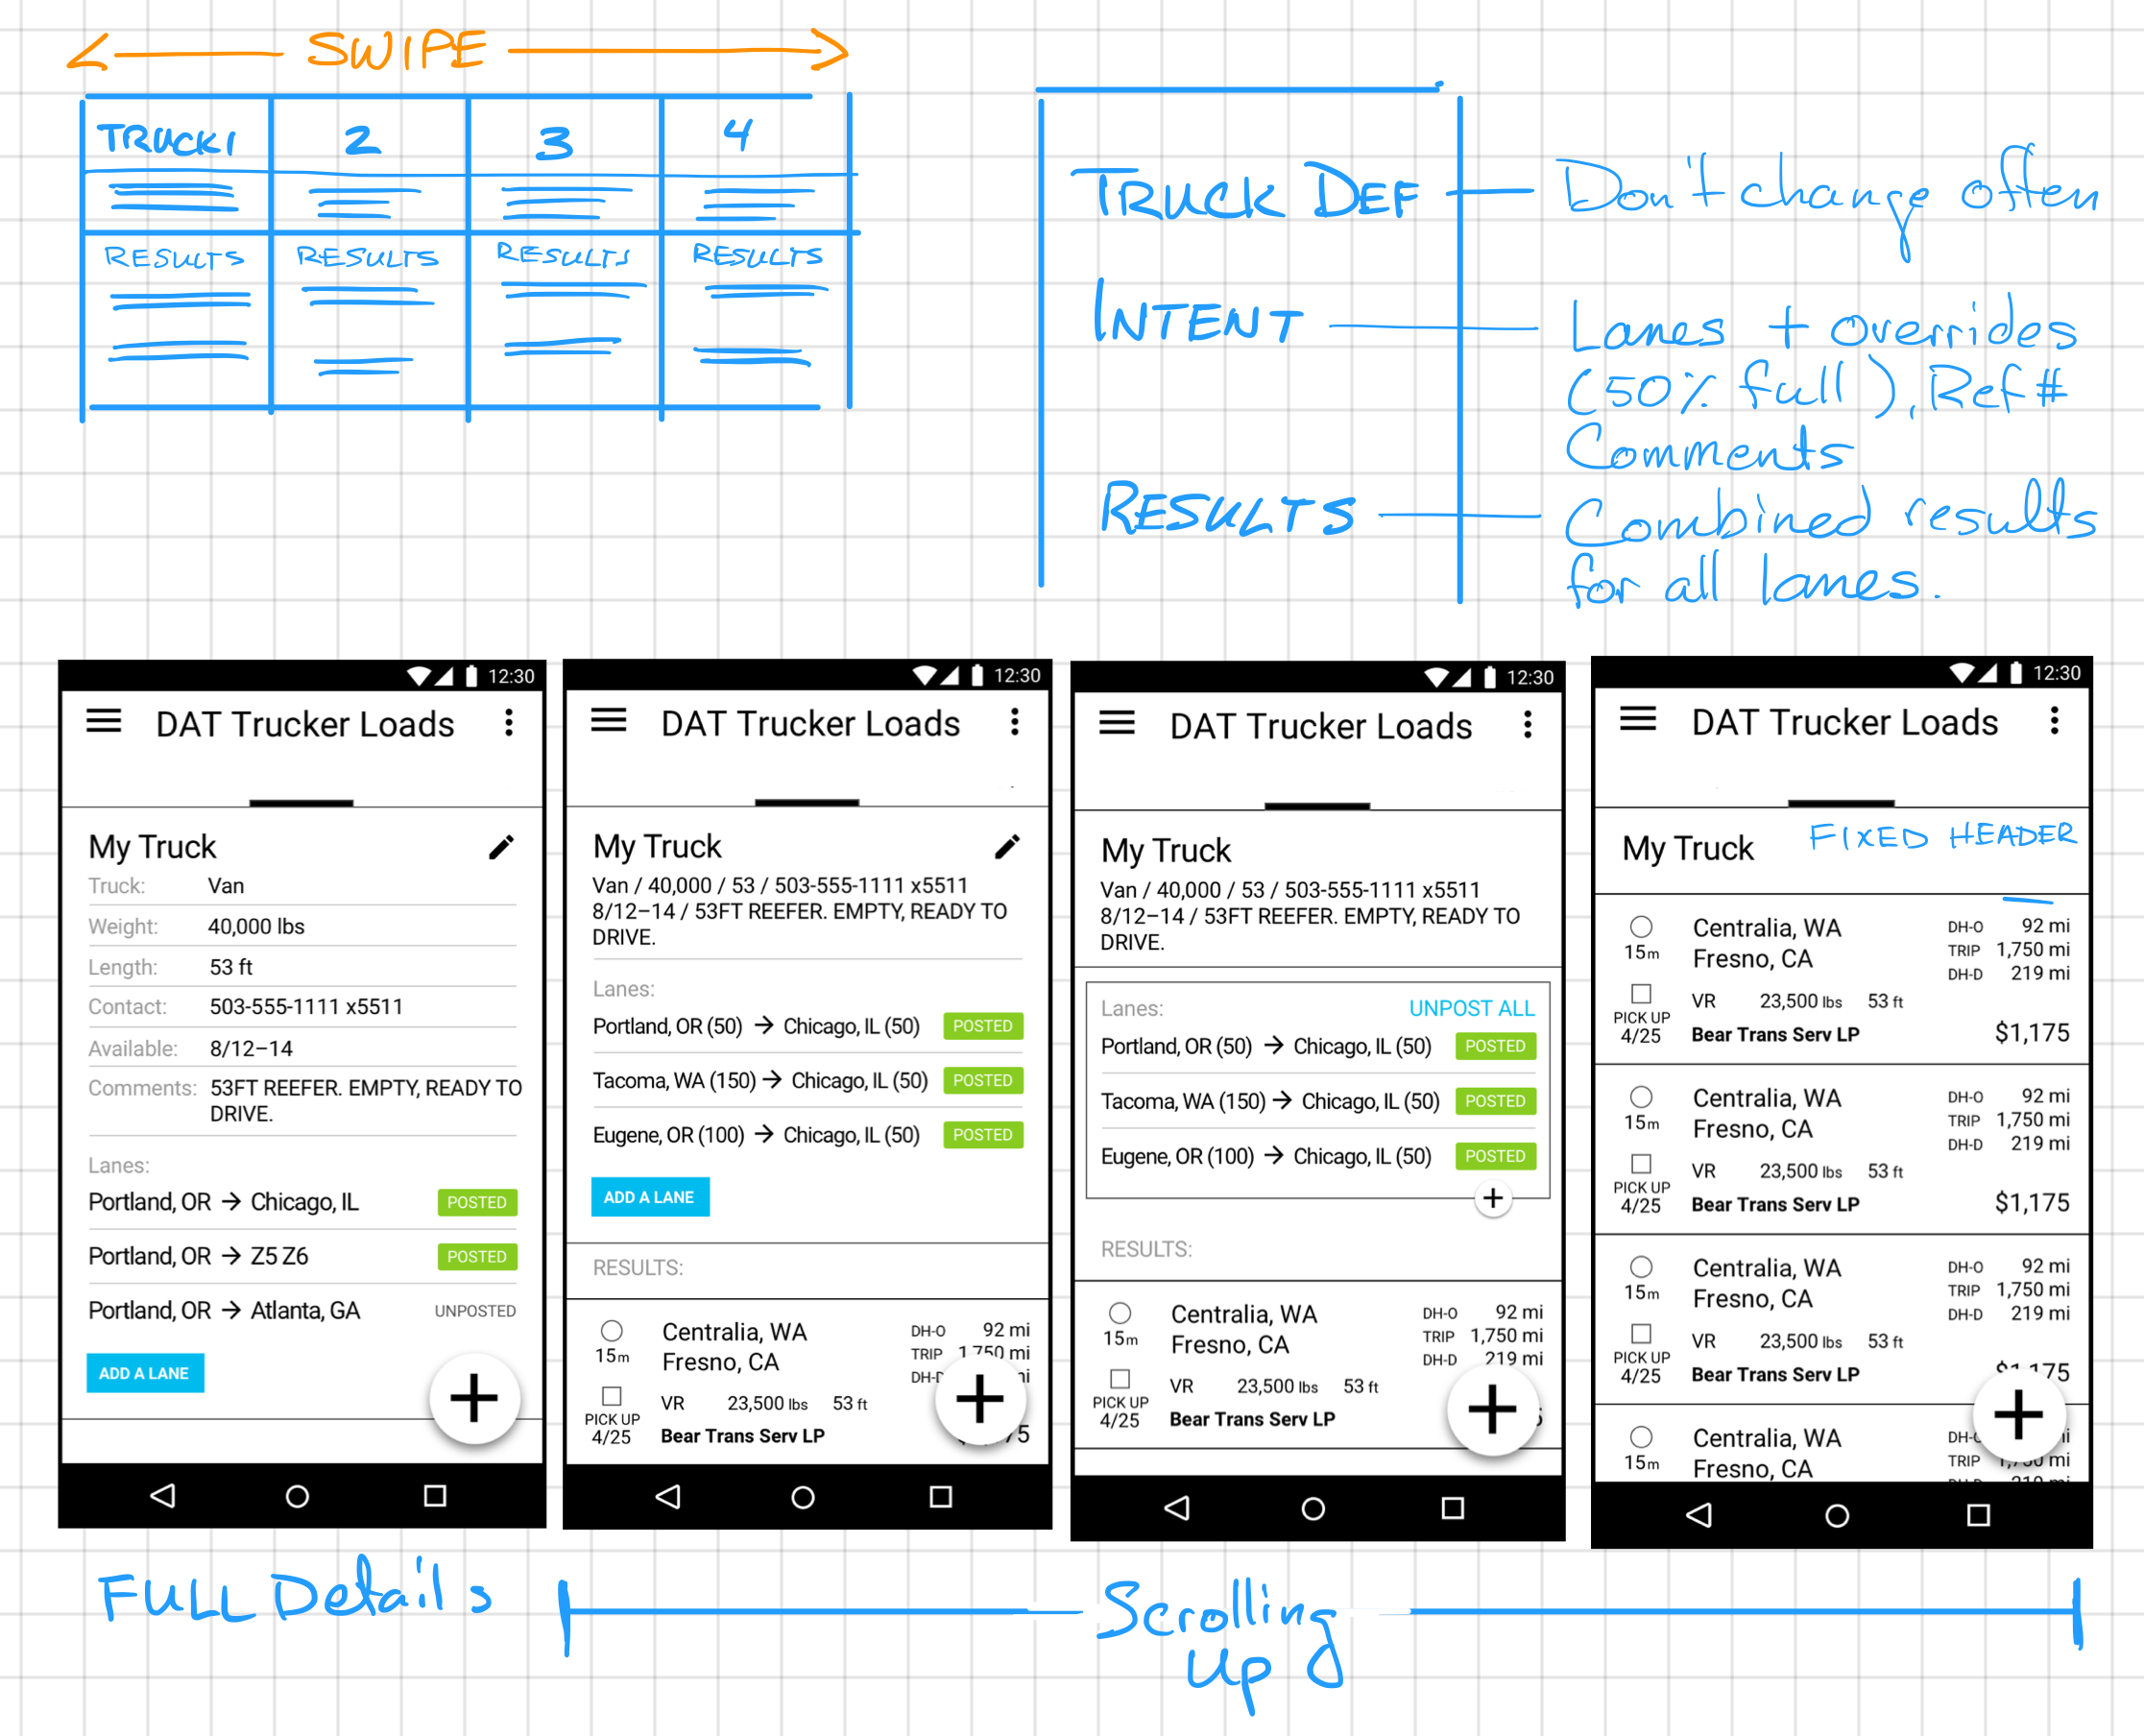 SWIPE
TRUCK1 2 3 4
RESULTS RESULTS RESULTS RESULTS
TRUCK DEF Don't change often
INTENT Lanes + overrides
(50% full), Ref #
Comments
RESULTS Combined results
for all lanes.
12:30
DAT Trucker Loads
My Truck
Truck: Van
Weight: 40,000 lbs
Length: 53 ft
Contact: 503-555-1111 x5511
Available: 8/12–14
Comments: 53FT REEFER. EMPTY, READY TO
DRIVE.
Lanes:
Portland, OR → Chicago, IL POSTED
Portland, OR → Z5 Z6 POSTED
Portland, OR → Atlanta, GA UNPOSTED
ADD A LANE
+
12:30
DAT Trucker Loads
My Truck
Van / 40,000 / 53 / 503-555-1111 x5511
8/12–14 / 53FT REEFER. EMPTY, READY TO
DRIVE.
Lanes:
Portland, OR (50) → Chicago, IL (50) POSTED
Tacoma, WA (150) → Chicago, IL (50) POSTED
Eugene, OR (100) → Chicago, IL (50) POSTED
ADD A LANE
RESULTS:
Centralia, WA DH-O 92 mi
15m Fresno, CA TRIP 1,750 mi
DH-D mi
VR 23,500 lbs 53 ft
PICK UP
4/25 Bear Trans Serv LP 75
+
12:30
DAT Trucker Loads
My Truck
Van / 40,000 / 53 / 503-555-1111 x5511
8/12–14 / 53FT REEFER. EMPTY, READY TO
DRIVE.
Lanes: UNPOST ALL
Portland, OR (50) → Chicago, IL (50) POSTED
Tacoma, WA (150) → Chicago, IL (50) POSTED
Eugene, OR (100) → Chicago, IL (50) POSTED
+
RESULTS:
Centralia, WA DH-O 92 mi
15m Fresno, CA TRIP 1,750 mi
DH-D 219 mi
VR 23,500 lbs 53 ft
PICK UP
4/25 Bear Trans Serv LP
+
12:30
DAT Trucker Loads
My Truck FIXED HEADER
Centralia, WA DH-O 92 mi
15m Fresno, CA TRIP 1,750 mi
DH-D 219 mi
VR 23,500 lbs 53 ft
PICK UP
4/25 Bear Trans Serv LP $1,175
Centralia, WA DH-O 92 mi
15m Fresno, CA TRIP 1,750 mi
DH-D 219 mi
VR 23,500 lbs 53 ft
PICK UP
4/25 Bear Trans Serv LP $1,175
Centralia, WA DH-O 92 mi
15m Fresno, CA TRIP 1,750 mi
DH-D 219 mi
VR 23,500 lbs 53 ft
PICK UP
4/25 Bear Trans Serv LP $1,175
Centralia, WA DH-O
15m Fresno, CA TRIP 1,750 mi
DH-D 219 mi
+
FULL Details
Scrolling
Up